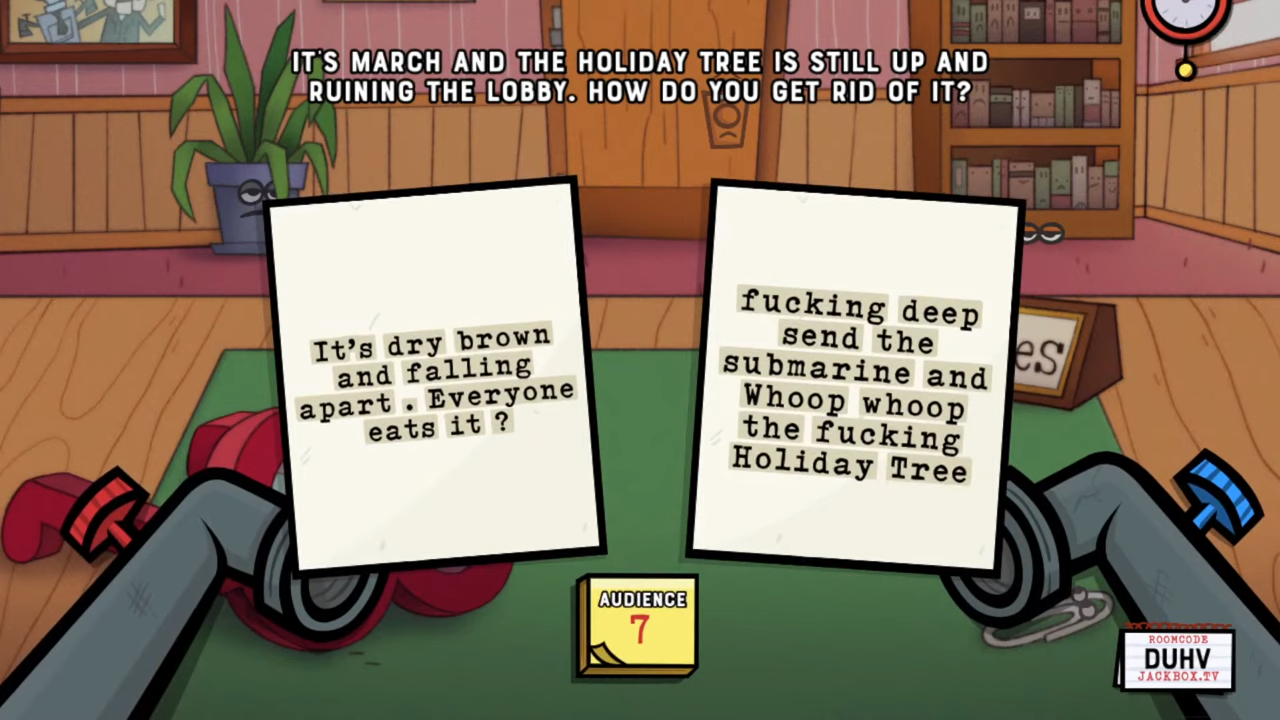 IT'S MARCH AND THE HOLIDAY TREE IS STILL UP AND
RUINING THE LOBBY. HOW DO YOU GET RID OF IT?
It's dry brown
and falling
apart . Everyone
eats it ?
fucking deep
send the
submarine and
Whoop whoop
the fucking
Holiday Tree
es
AUDIENCE
7
ROOMCODE
DUHV
JACKBOX.TV